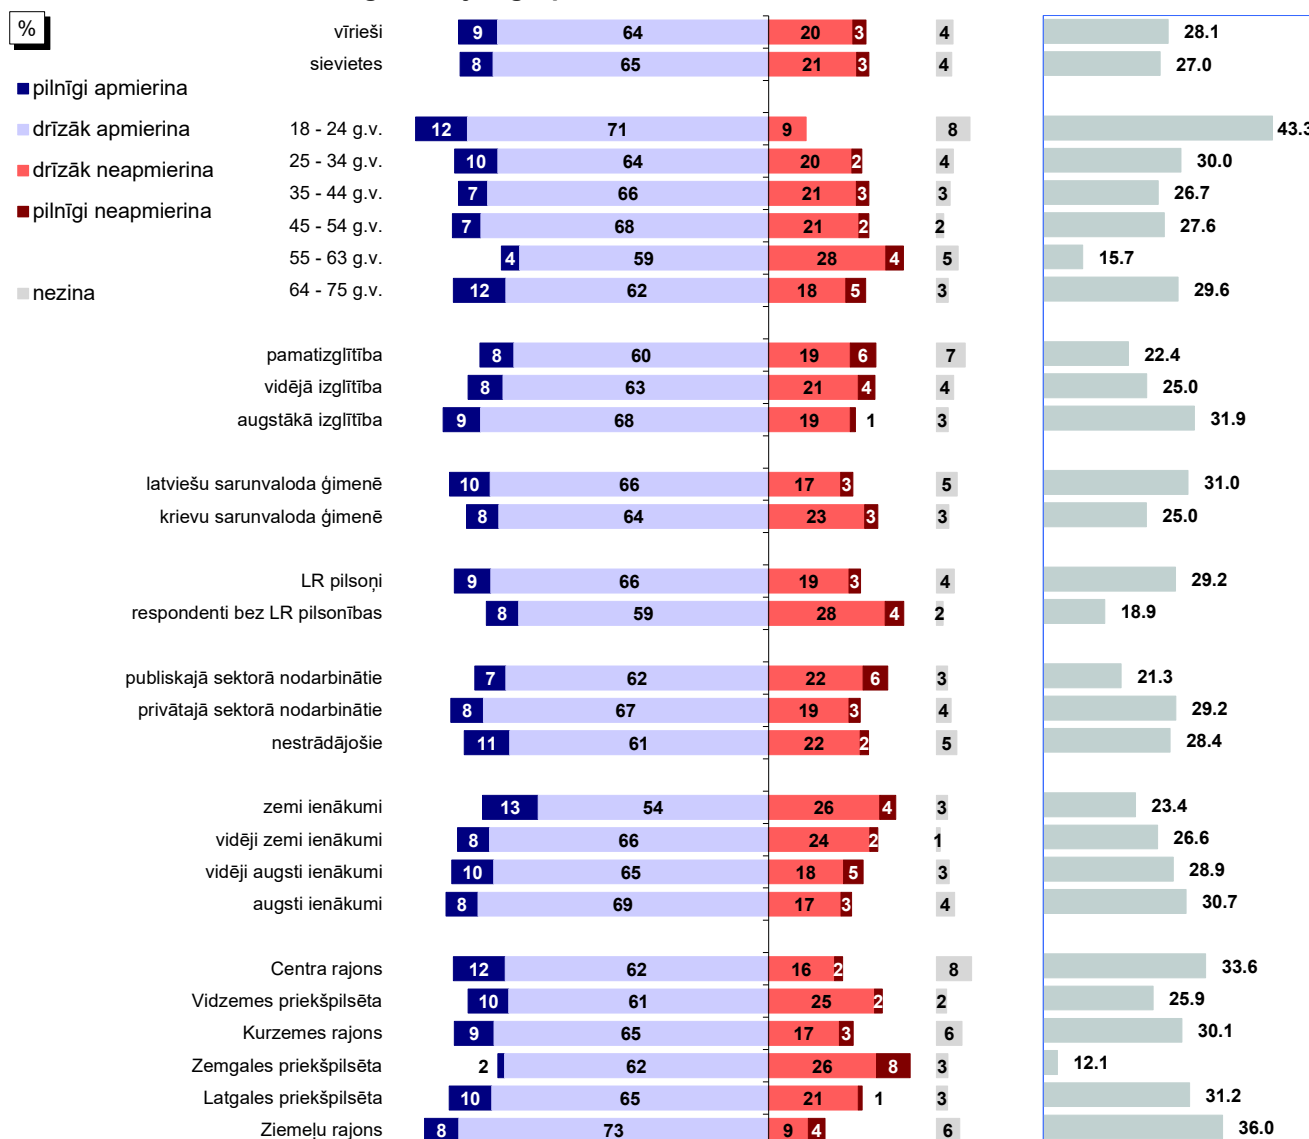 %
pilnīgi apmierina
drīzāk apmierina
drīzāk neapmierina
pilnīgi neapmierina
nezina
vīrieši 9 64 20 3 4 28.1
sievietes 8 65 21 3 4 27.0
18 - 24 g.v. 12 71 9 8 43.3
25 - 34 g.v. 10 64 20 2 4 30.0
35 - 44 g.v. 7 66 21 3 3 26.7
45 - 54 g.v. 7 68 21 2 2 27.6
55 - 63 g.v. 4 59 28 4 5 15.7
64 - 75 g.v. 12 62 18 5 3 29.6
pamatizglītība 8 60 19 6 7 22.4
vidējā izglītība 8 63 21 4 4 25.0
augstākā izglītība 9 68 19 1 3 31.9
latviešu sarunvaloda ģimenē 10 66 17 3 5 31.0
krievu sarunvaloda ģimenē 8 64 23 3 3 25.0
LR pilsoņi 9 66 19 3 4 29.2
respondenti bez LR pilsonības 8 59 28 4 2 18.9
publiskajā sektorā nodarbinātie 7 62 22 6 3 21.3
privātajā sektorā nodarbinātie 8 67 19 3 4 29.2
nestrādājošie 11 61 22 2 5 28.4
zemi ienākumi 13 54 26 4 3 23.4
vidēji zemi ienākumi 8 66 24 2 1 26.6
vidēji augsti ienākumi 10 65 18 5 3 28.9
augsti ienākumi 8 69 17 3 4 30.7
Centra rajons 12 62 16 2 8 33.6
Vidzemes priekšpilsēta 10 61 25 2 2 25.9
Kurzemes rajons 9 65 17 3 6 30.1
Zemgales priekšpilsēta 2 62 26 8 3 12.1
Latgales priekšpilsēta 10 65 21 1 3 31.2
Ziemeļu rajons 8 73 9 4 6 36.0